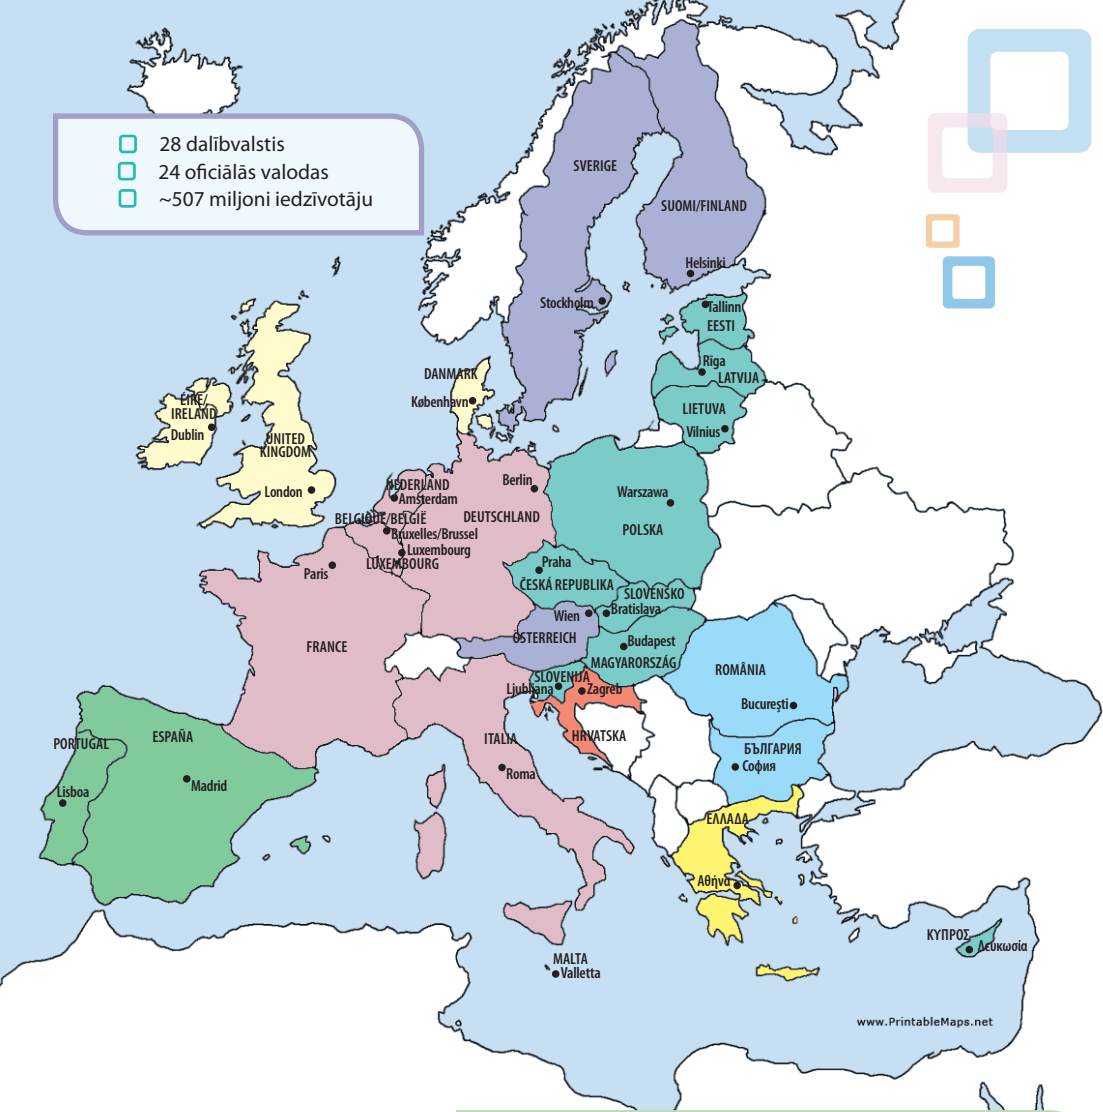 28 dalībvalstis
24 oficiālās valodas
~507 miljoni iedzīvotāju
SVERIGE
SUOMI/FINLAND
Helsinki
Stockholm
Tallinn
EESTI
Rīga
LATVIJA
LIETUVA
Vilnius
DANMARK
København
ÉIRE/
IRELAND
Dublin
UNITED
KINGDOM
London
NEDERLAND
Amsterdam
BELGIQUE/BELGIË
Bruxelles/Brussel
Luxembourg
LUXEMBOURG
Berlin
DEUTSCHLAND
Warszawa
POLSKA
Paris
FRANCE
Praha
ČESKÁ REPUBLIKA
SLOVENSKO
Bratislava
Wien
ÖSTERREICH
Budapest
MAGYARORSZÁG
SLOVENIJA
Ljubljana
Zagreb
HRVATSKA
ROMÂNIA
Bucureşti
БЪЛГАРИЯ
София
PORTUGAL
Lisboa
ESPAÑA
Madrid
ITALIA
Roma
ΕΛΛΑΔΑ
Αθήνα
ΚΥΠΡΟΣ
Λευκωσία
MALTA
Valletta
www.PrintableMaps.net